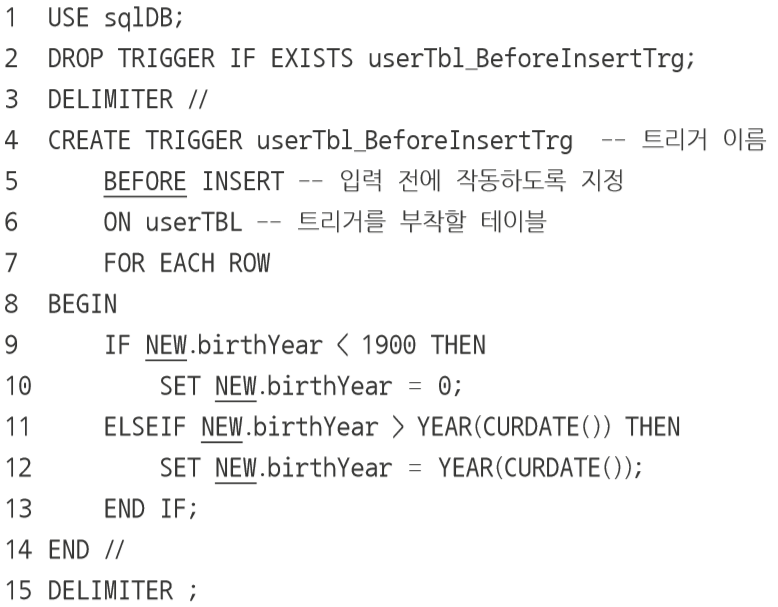 1 USE sqlDB;
2 DROP TRIGGER IF EXISTS userTbl_BeforeInsertTrg;
3 DELIMITER //
4 CREATE TRIGGER userTbl_BeforeInsertTrg -- 트리거 이름
5 BEFORE INSERT -- 입력 전에 작동하도록 지정
6 ON userTBL -- 트리거를 부착할 테이블
7 FOR EACH ROW
8 BEGIN
9 IF NEW.birthYear < 1900 THEN
10 SET NEW.birthYear = 0;
11 ELSEIF NEW.birthYear > YEAR(CURDATE()) THEN
12 SET NEW.birthYear = YEAR(CURDATE());
13 END IF;
14 END //
15 DELIMITER ;